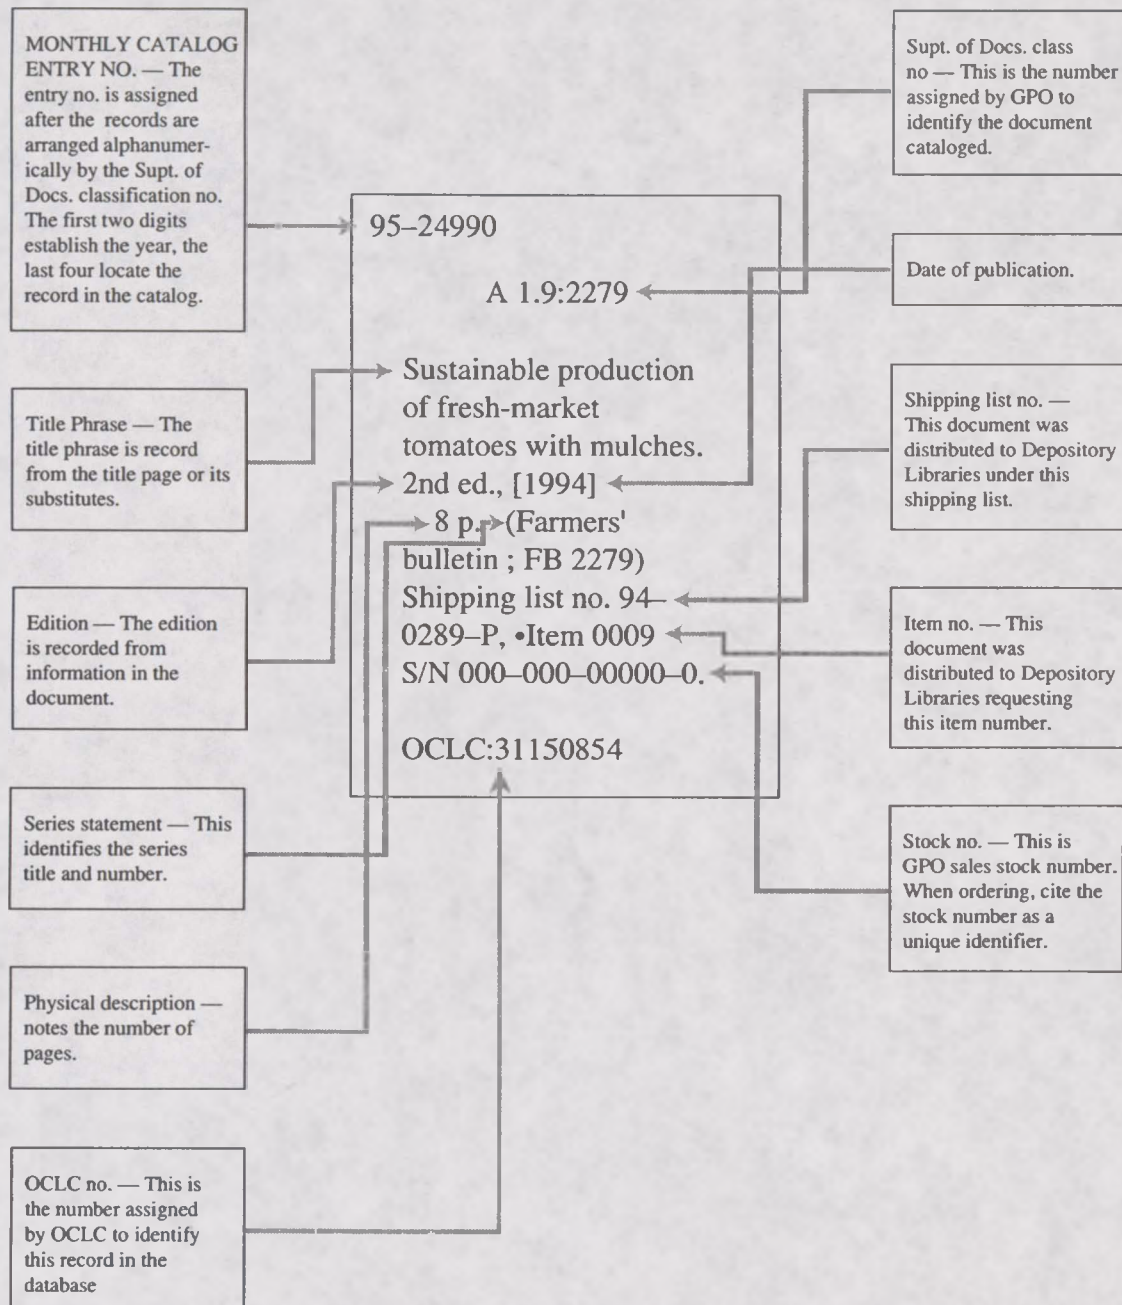 MONTHLY CATALOG
ENTRY NO. — The
entry no. is assigned
after the records are
arranged alphanumer-
ically by the Supt. of
Docs. classification no.
The first two digits
establish the year, the
last four locate the
record in the catalog.
Title Phrase — The
title phrase is record
from the title page or its
substitutes.
Edition — The edition
is recorded from
information in the
document.
Series statement — This
identifies the series
title and number.
Physical description —
notes the number of
pages.
OCLC no. — This is
the number assigned
by OCLC to identify
this record in the
database
95–24990
A 1.9:2279
Sustainable production
of fresh-market
tomatoes with mulches.
2nd ed., [1994]
8 p. (Farmers'
bulletin ; FB 2279)
Shipping list no. 94–
0289–P, •Item 0009
S/N 000–000–00000–0.
OCLC:31150854
Supt. of Docs. class
no — This is the number
assigned by GPO to
identify the document
cataloged.
Date of publication.
Shipping list no. —
This document was
distributed to Depository
Libraries under this
shipping list.
Item no. — This
document was
distributed to Depository
Libraries requesting
this item number.
Stock no. — This is
GPO sales stock number.
When ordering, cite the
stock number as a
unique identifier.